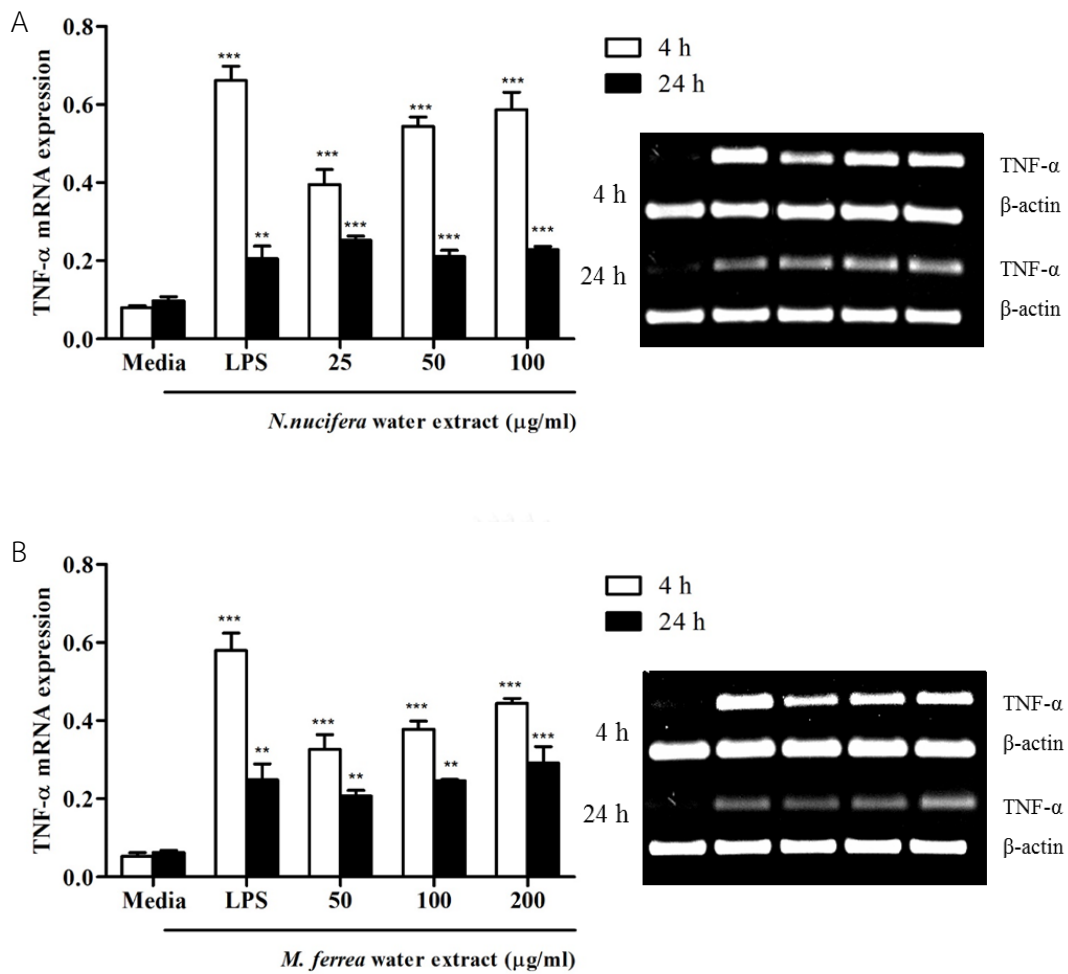 A
TNF-α mRNA expression
0.8
0.6
0.4
0.2
0.0
***
***
***
***
**
***
***
***
Media LPS 25 50 100
N.nucifera water extract (μg/ml)
4 h
24 h
4 h
24 h
TNF-α
β-actin
TNF-α
β-actin
B
TNF-α mRNA expression
0.8
0.6
0.4
0.2
0.0
***
***
***
***
**
**
**
***
Media LPS 50 100 200
M. ferrea water extract (μg/ml)
4 h
24 h
4 h
24 h
TNF-α
β-actin
TNF-α
β-actin